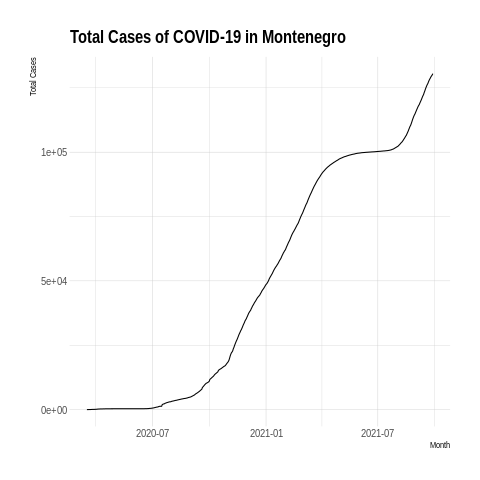 Total Cases of COVID-19 in Montenegro
Total Cases
1e+05
5e+04
0e+00
2020-07
2021-01
2021-07
Month